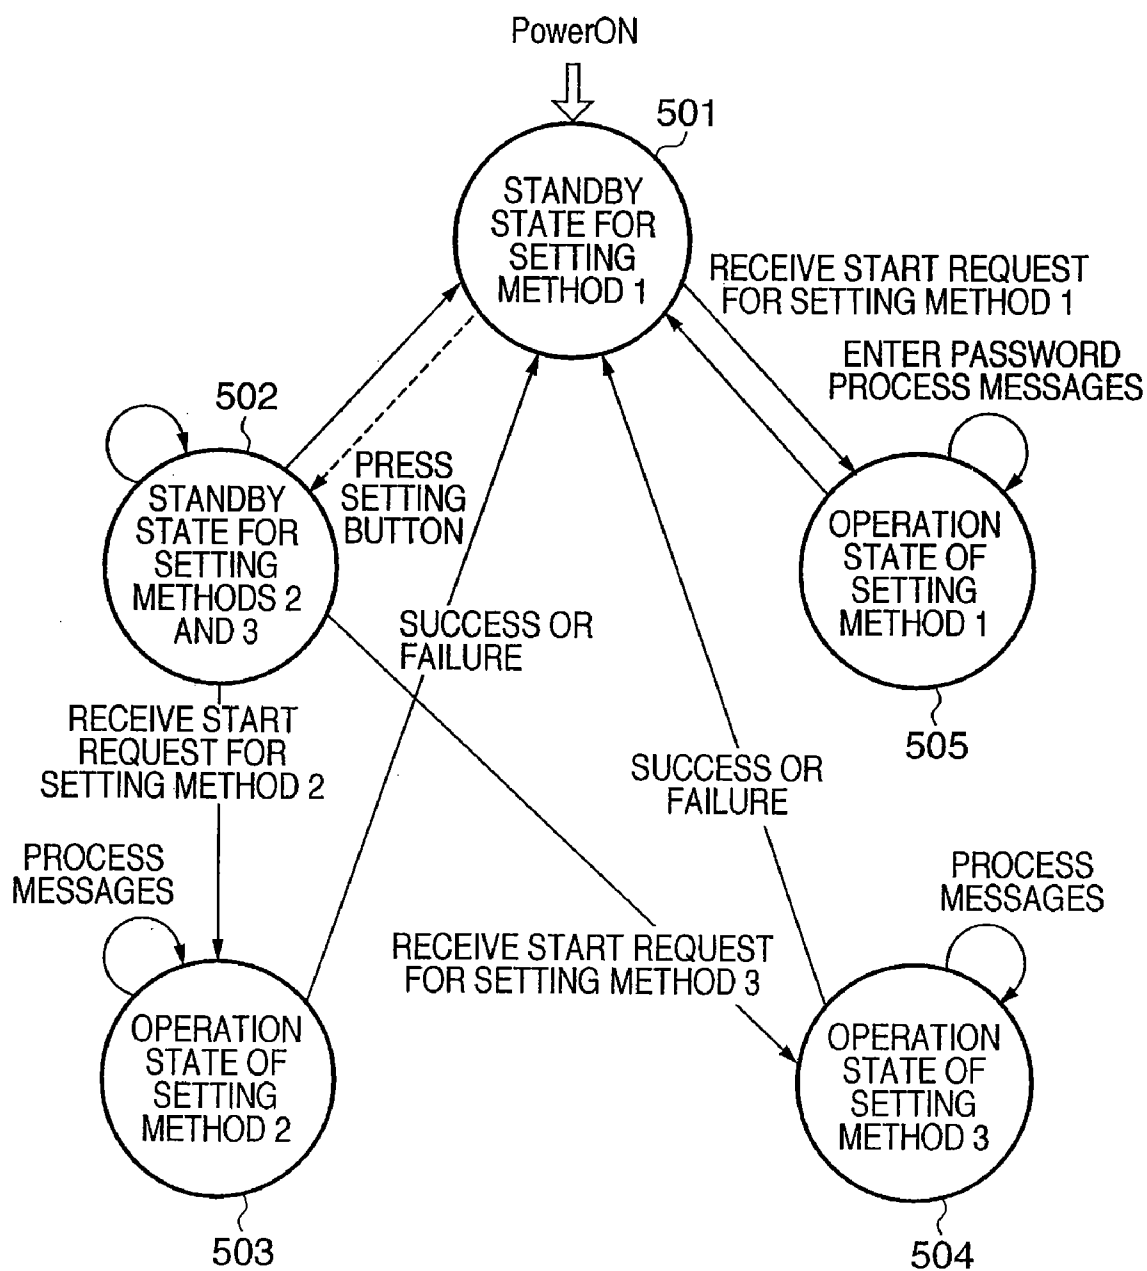 PowerON
501
STANDBY
STATE FOR
SETTING
METHOD 1
RECEIVE START REQUEST
FOR SETTING METHOD 1
ENTER PASSWORD
PROCESS MESSAGES
502
PRESS
SETTING
BUTTON
STANDBY
STATE FOR
SETTING
METHODS 2
AND 3
OPERATION
STATE OF
SETTING
METHOD 1
505
SUCCESS OR
FAILURE
RECEIVE START
REQUEST FOR
SETTING METHOD 2
SUCCESS OR
FAILURE
PROCESS
MESSAGES
PROCESS
MESSAGES
RECEIVE START REQUEST
FOR SETTING METHOD 3
OPERATION
STATE OF
SETTING
METHOD 2
503
OPERATION
STATE OF
SETTING
METHOD 3
504